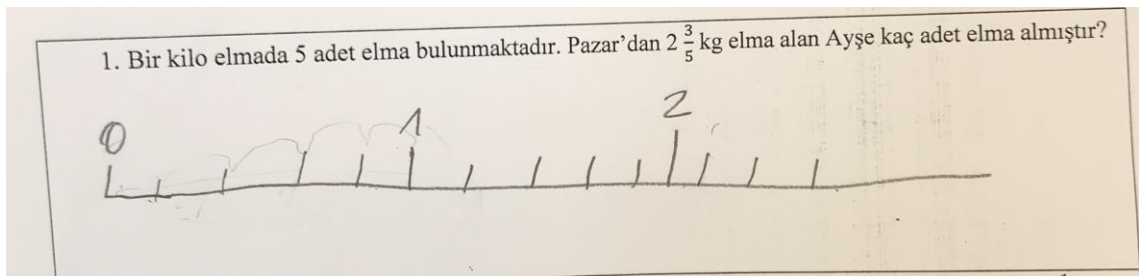 1. Bir kilo elmada 5 adet elma bulunmaktadır. Pazar’dan 2 3/5 kg elma alan Ayşe kaç adet elma almıştır?
0 1 2